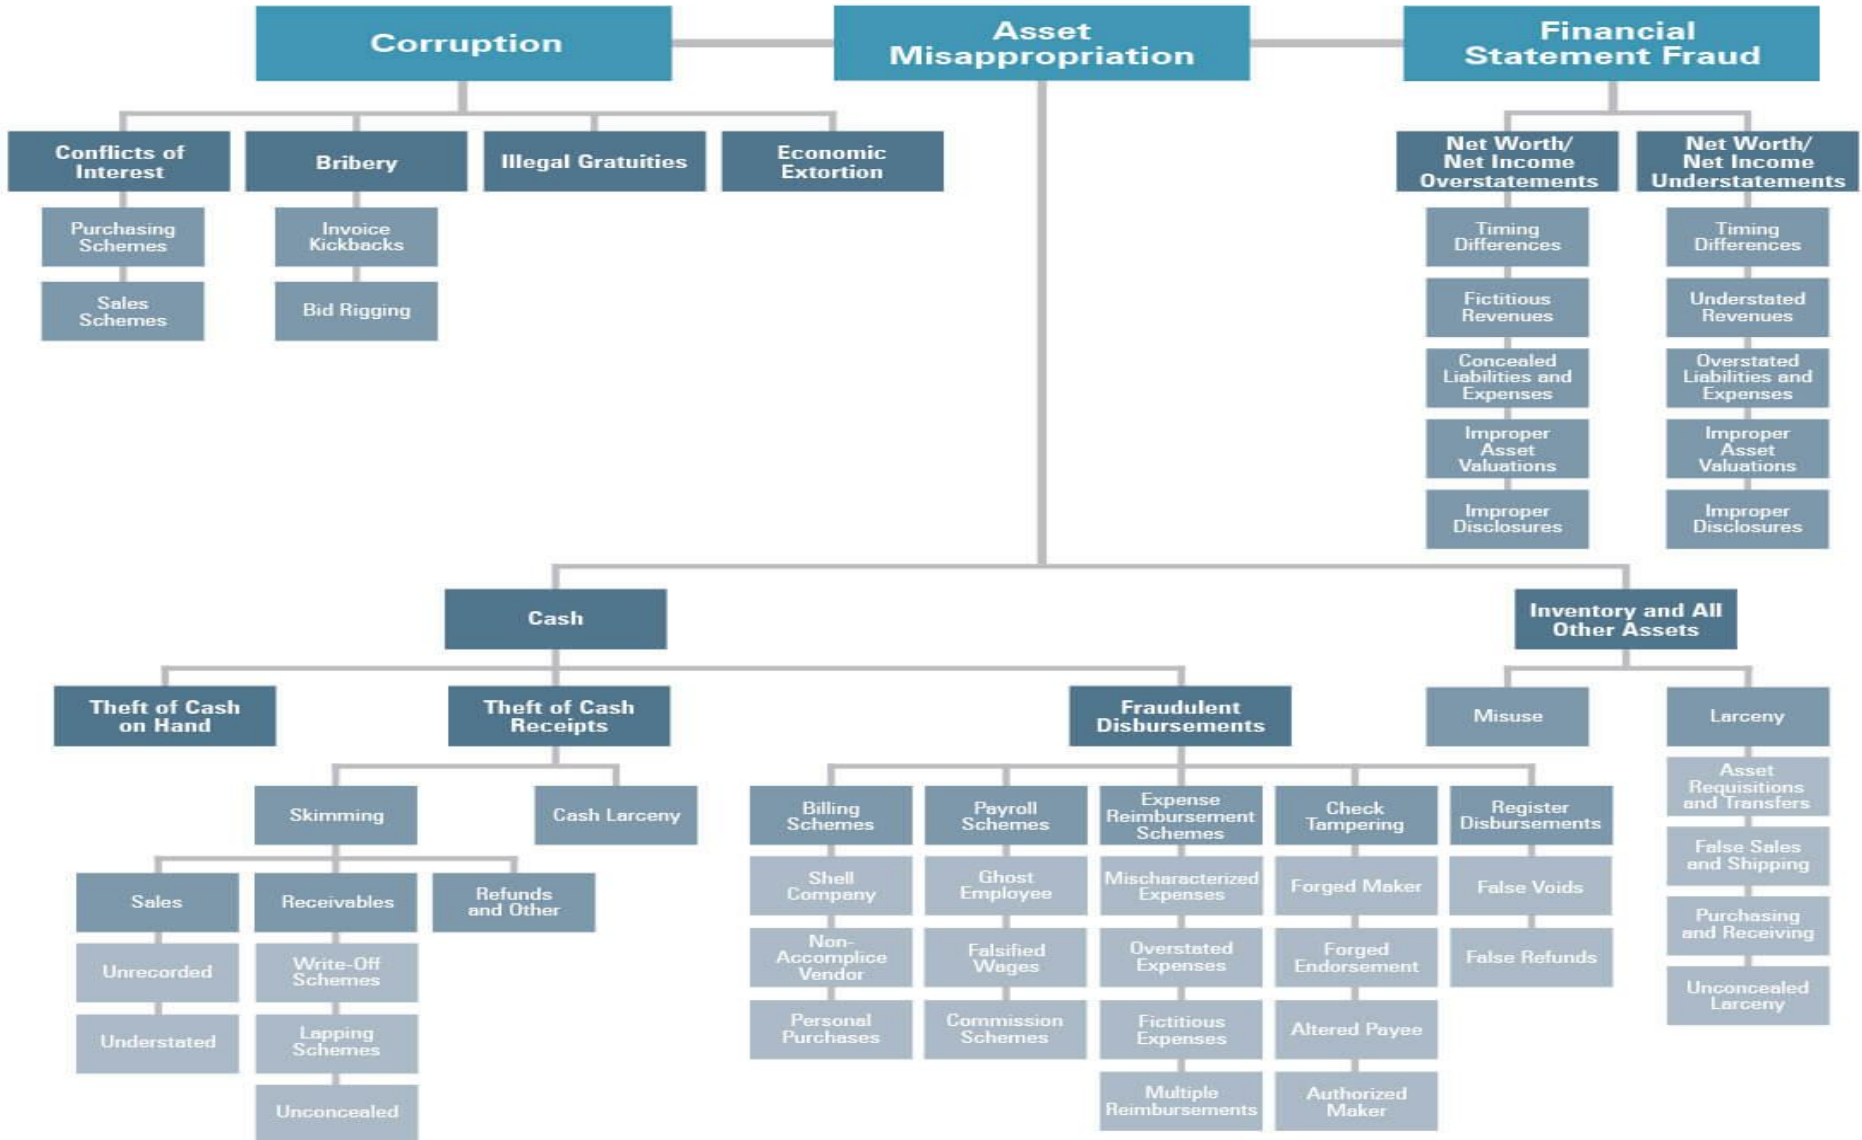 Corruption
Asset
Misappropriation
Financial
Statement Fraud
Conflicts of
Interest
Bribery
Illegal Gratuities
Economic
Extortion
Net Worth/
Net Income
Overstatements
Net Worth/
Net Income
Understatements
Purchasing
Schemes
Sales
Schemes
Invoice
Kickbacks
Bid Rigging
Timing
Differences
Fictitious
Revenues
Concealed
Liabilities and
Expenses
Improper
Asset
Valuations
Improper
Disclosures
Timing
Differences
Understated
Revenues
Overstated
Liabilities and
Expenses
Improper
Asset
Valuations
Improper
Disclosures
Cash
Inventory and All
Other Assets
Theft of Cash
on Hand
Theft of Cash
Receipts
Fraudulent
Disbursements
Misuse
Larceny
Asset
Requisitions
and Transfers
False Sales
and Shipping
Purchasing
and Receiving
Unconcealed
Larceny
Skimming
Cash Larceny
Sales
Unrecorded
Understated
Receivables
Write-Off
Schemes
Lapping
Schemes
Unconcealed
Refunds
and Other
Billing
Schemes
Shell
Company
Non-
Accomplice
Vendor
Personal
Purchases
Payroll
Schemes
Ghost
Employee
Falsified
Wages
Commission
Schemes
Expense
Reimbursement
Schemes
Mischaracterized
Expenses
Overstated
Expenses
Fictitious
Expenses
Multiple
Reimbursements
Check
Tampering
Forged Maker
Forged
Endorsement
Altered Payee
Authorized
Maker
Register
Disbursements
False Voids
False Refunds